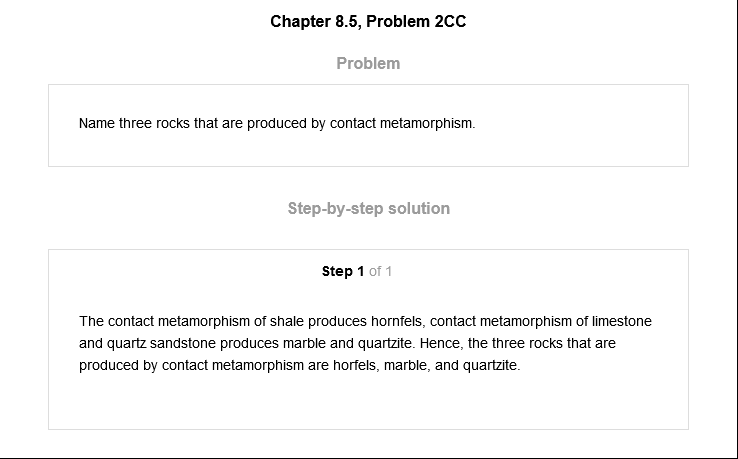 Chapter 8.5, Problem 2CC
Problem
Name three rocks that are produced by contact metamorphism.
Step-by-step solution
Step 1 of 1
The contact metamorphism of shale produces hornfels, contact metamorphism of limestone
and quartz sandstone produces marble and quartzite. Hence, the three rocks that are
produced by contact metamorphism are horfels, marble, and quartzite.